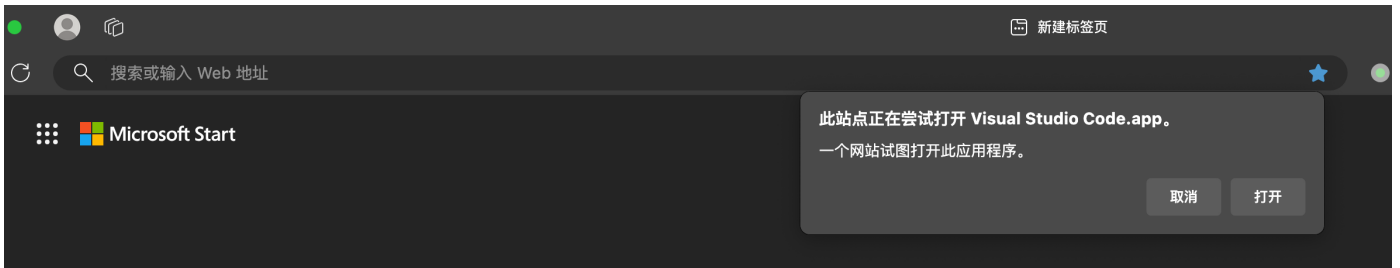 新建标签页
搜索或输入 Web 地址
Microsoft Start
此站点正在尝试打开 Visual Studio Code.app。
一个网站试图打开此应用程序。
取消
打开